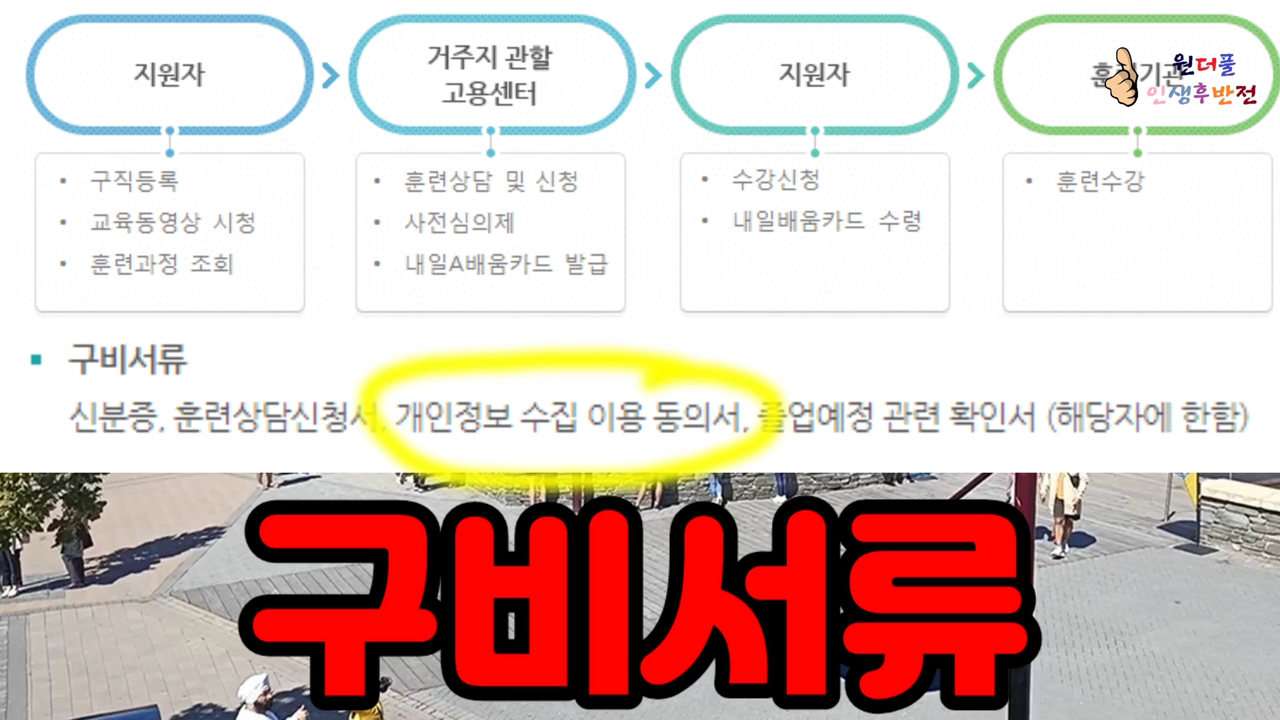 지원자
거주지 관할
고용센터
지원자
원더풀
인생후반전
• 구직등록
• 교육동영상 시청
• 훈련과정 조회
• 훈련상담 및 신청
• 사전심의제
• 내일A배움카드 발급
• 수강신청
• 내일배움카드 수령
• 훈련수강
▪ 구비서류
신분증, 훈련상담신청서, 개인정보 수집 이용 동의서, 졸업예정 관련 확인서 (해당자에 한함)
구비서류